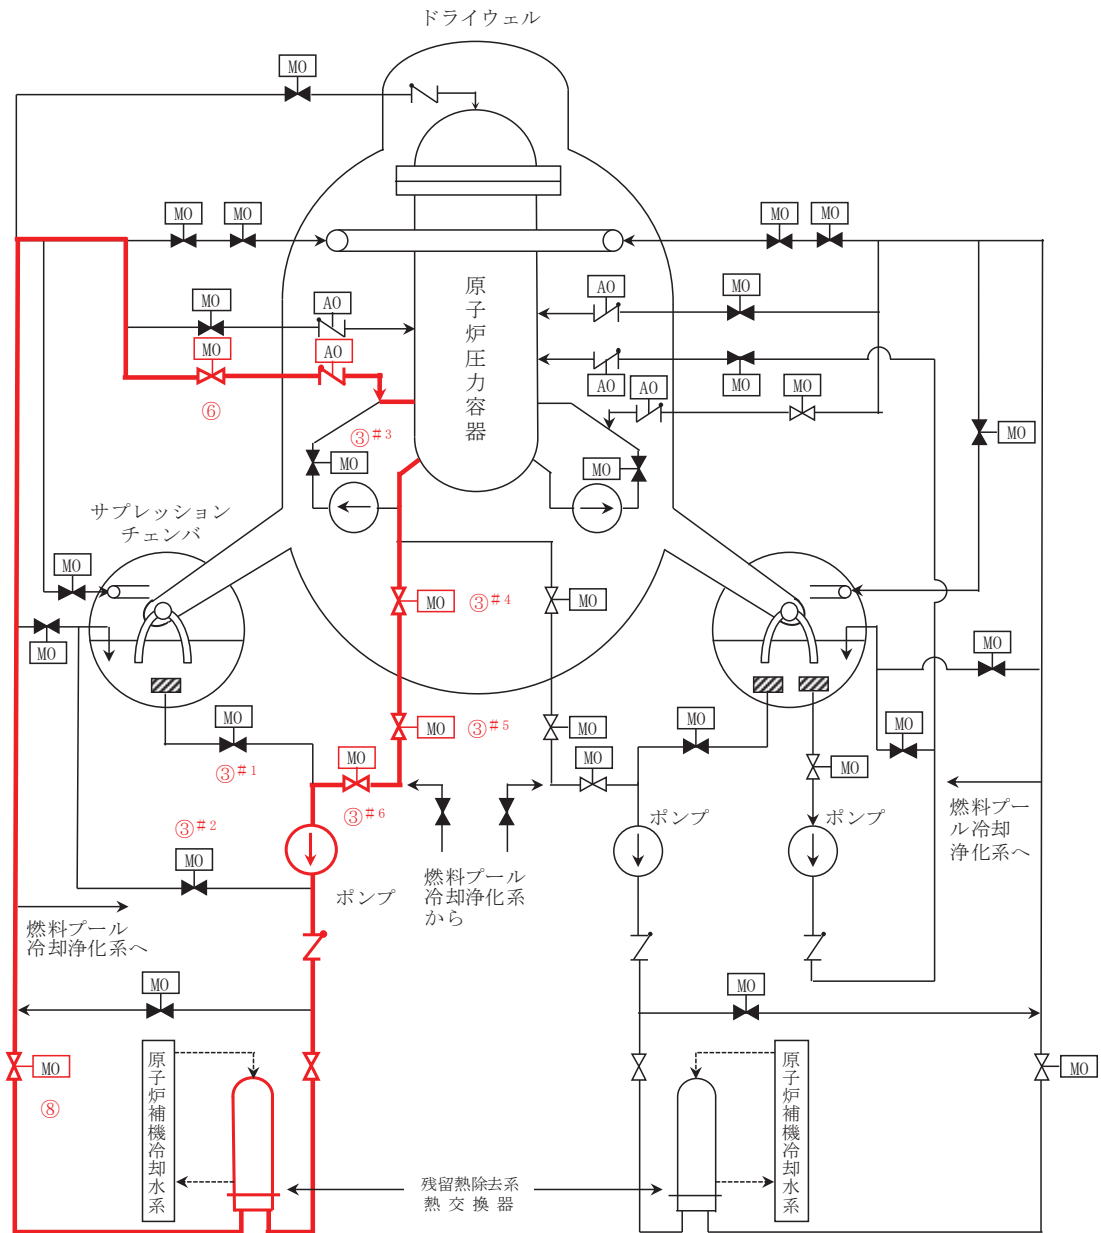 ドライウェル
MO
MO
MO
MO
MO
MO
AO
MO
AO
⑥
原子炉圧力容器
AO
MO
AO
MO
AO
MO
MO
③#3
MO
MO
サプレッション
チェンバ
MO
MO
MO
③#4
MO
MO
MO
③#1
MO
③#5
MO
MO
③#6
MO
MO
MO
MO
③#2
MO
ポンプ
ポンプ
ポンプ
燃料プール
冷却浄化系
から
燃料プー
ル冷却
浄化系へ
燃料プール
冷却浄化系へ
MO
MO
MO
⑧
MO
原子炉補機冷却水系
原子炉補機冷却水系
残留熱除去系
熱交換器